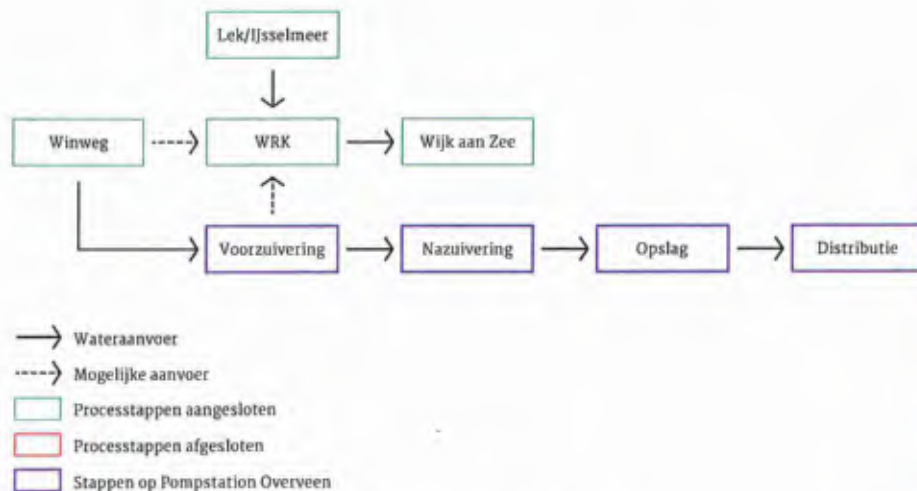 Lek/IJsselmeer
Winweg
WRK
Wijk aan Zee
Voorzuivering
Nazuivering
Opslag
Distributie
Wateraanvoer
Mogelijke aanvoer
Processtappen aangesloten
Processtappen afgesloten
Stappen op Pompstation Overveen